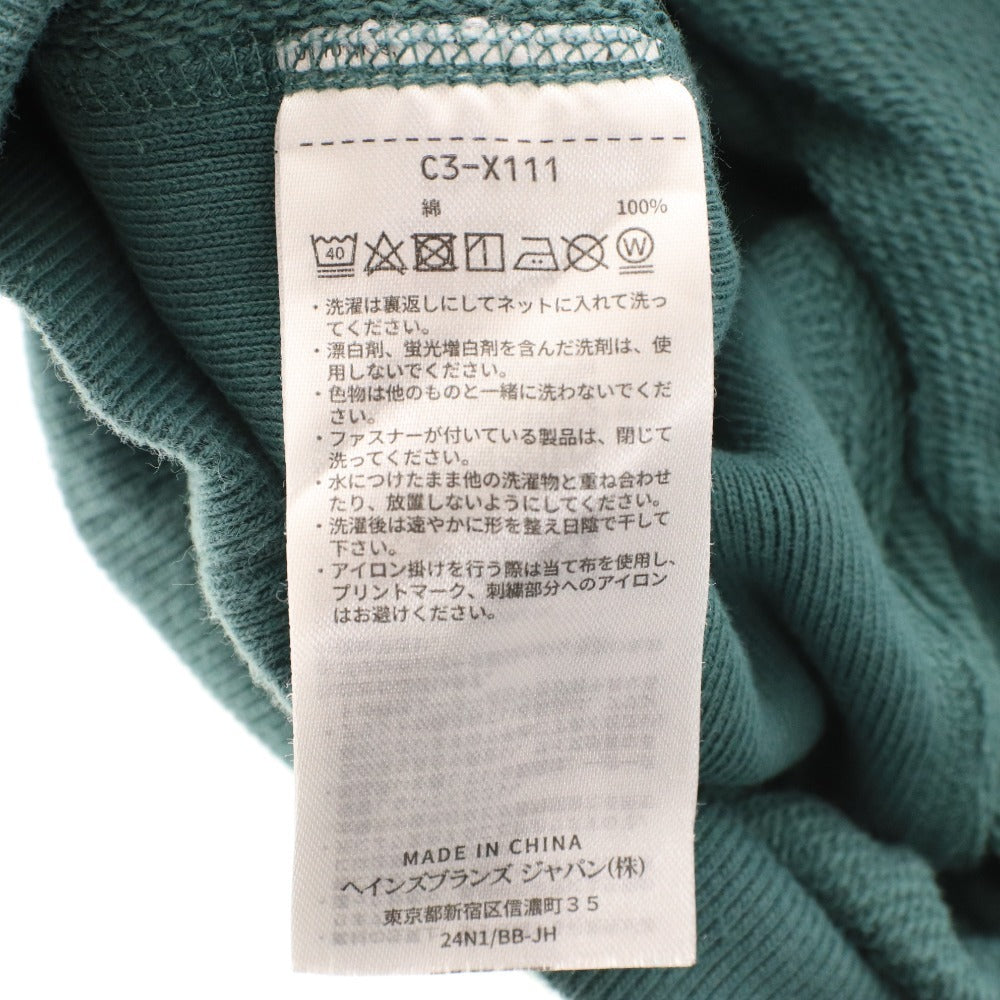 C3-X111
綿 100%
40 1 W
・洗濯は裏返しにしてネットに入れて洗っ
てください。
・漂白剤、蛍光増白剤を含んだ洗剤は、使
用しないでください。
・色物は他のものと一緒に洗わないでくだ
さい。
・ファスナーが付いている製品は、閉じて
洗ってください。
・水につけたまま他の洗濯物と重ね合わせ
たり、放置しないようにしてください。
・洗濯後は速やかに形を整え日陰で干して
下さい。
・アイロン掛けを行う際は当て布を使用し、
プリントマーク、刺繍部分へのアイロン
はお避けください。
MADE IN CHINA
ヘインズブランズ ジャパン(株)
東京都新宿区信濃町35
24N1/BB-JH